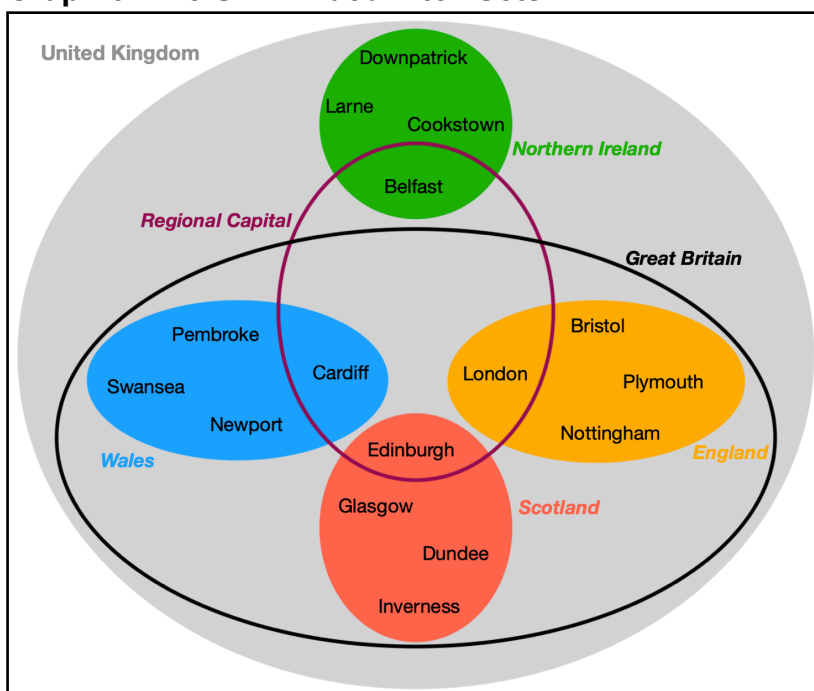 United Kingdom
Downpatrick
Larne
Cookstown
Northern Ireland
Belfast
Regional Capital
Great Britain
Pembroke
Bristol
Cardiff
London
Swansea
Plymouth
Newport
Nottingham
Edinburgh
Wales
England
Glasgow
Scotland
Dundee
Inverness